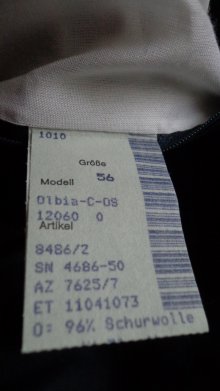 1010
Größe
Modell 56
Olbia-C-OS
12060 0
Artikel
8486/2
SN 4686-50
AZ 7625/7
ET 11041073
O: 96% Schurwolle